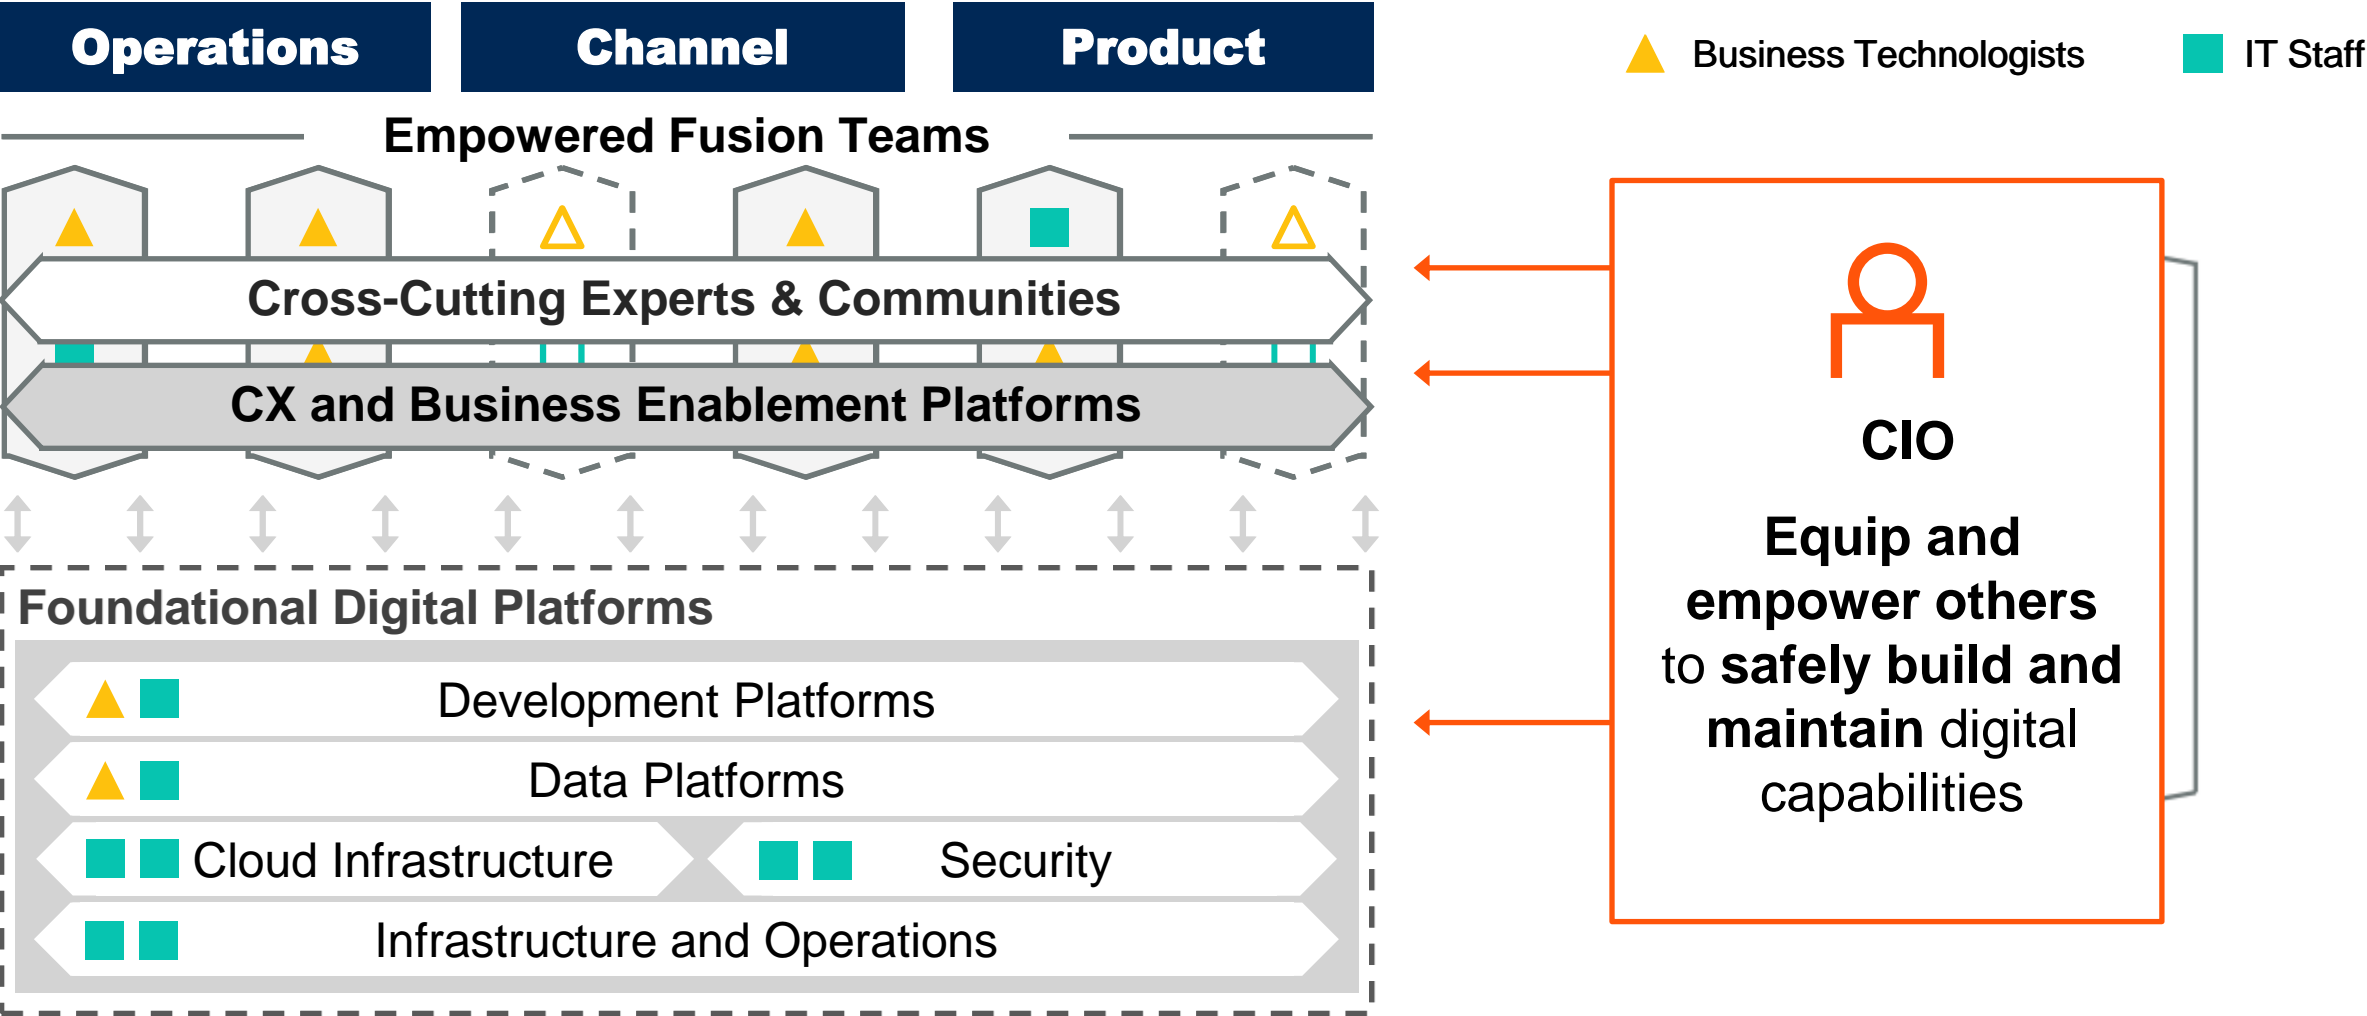 Operations
Channel
Product
Business Technologists
IT Staff
Empowered Fusion Teams
Cross-Cutting Experts & Communities
CX and Business Enablement Platforms
Foundational Digital Platforms
Development Platforms
Data Platforms
Cloud Infrastructure
Security
Infrastructure and Operations
CIO
Equip and
empower others
to safely build and
maintain digital
capabilities